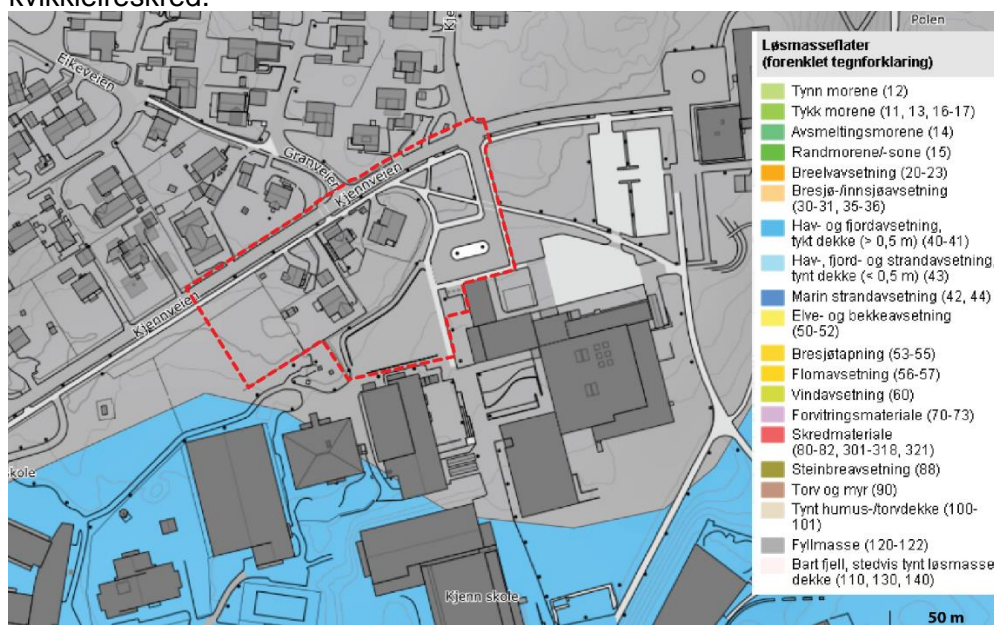 kvikkleireskred.
Polen
Kje
Eikeveien
Granveien
Kjennveien
Kjennveien
skole
Kjenn skole
50 m
Løsmasseflater
(forenklet tegnforklaring)
Tynn morene (12)
Tykk morene (11, 13, 16-17)
Avsmeltingsmorene (14)
Randmorene/-sone (15)
Breelvavsetning (20-23)
Bresjø-/innsjøavsetning
(30-31, 35-36)
Hav- og fjordavsetning,
tykt dekke (> 0,5 m) (40-41)
Hav-, fjord- og strandavsetning,
tynt dekke (< 0,5 m) (43)
Marin strandavsetning (42, 44)
Elve- og bekkeavsetning
(50-52)
Bresjøtapning (53-55)
Flomavsetning (56-57)
Vindavsetning (60)
Forvitringsmateriale (70-73)
Skredmateriale
(80-82, 301-318, 321)
Steinbreavsetning (88)
Torv og myr (90)
Tynt humus-/torvdekke (100-
101)
Fyllmasse (120-122)
Bart fjell, stedvis tynt løsmasse
dekke (110, 130, 140)